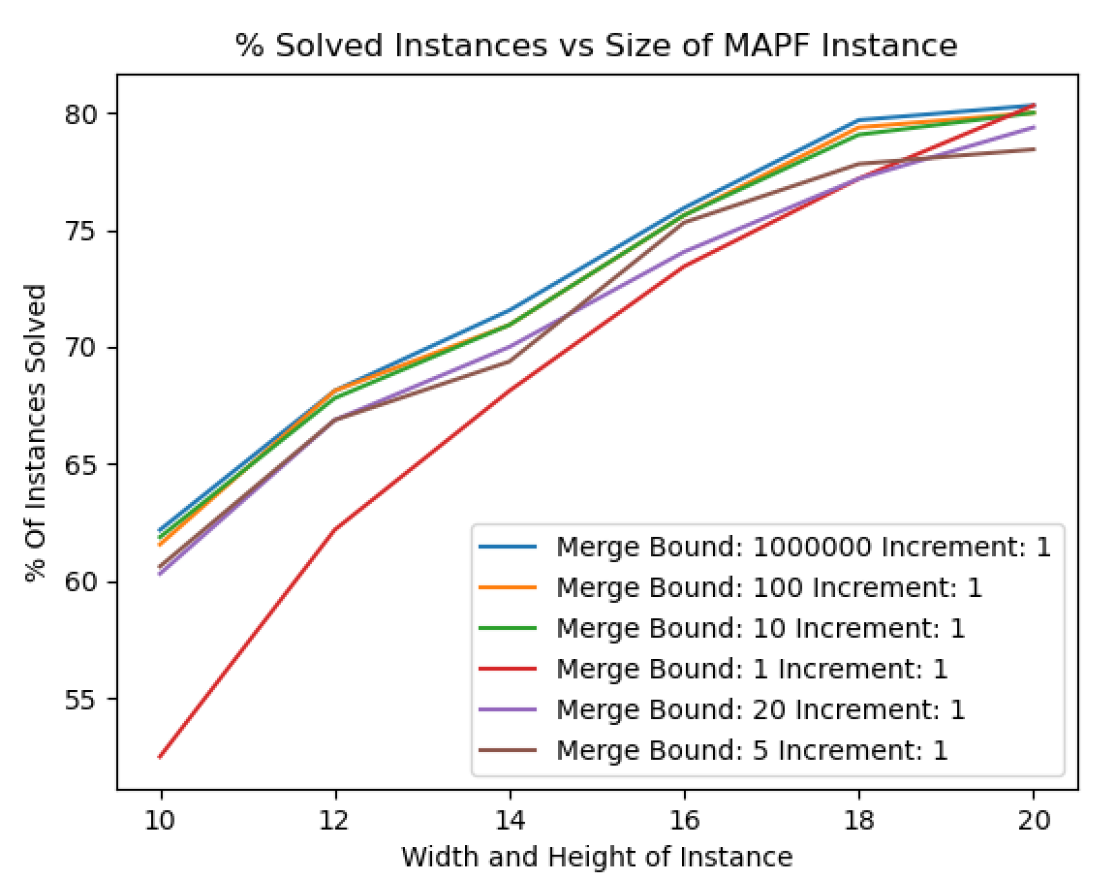 % Solved Instances vs Size of MAPF Instance
% Of Instances Solved
80
75
70
65
60
55
Merge Bound: 1000000 Increment: 1
Merge Bound: 100 Increment: 1
Merge Bound: 10 Increment: 1
Merge Bound: 1 Increment: 1
Merge Bound: 20 Increment: 1
Merge Bound: 5 Increment: 1
10 12 14 16 18 20
Width and Height of Instance